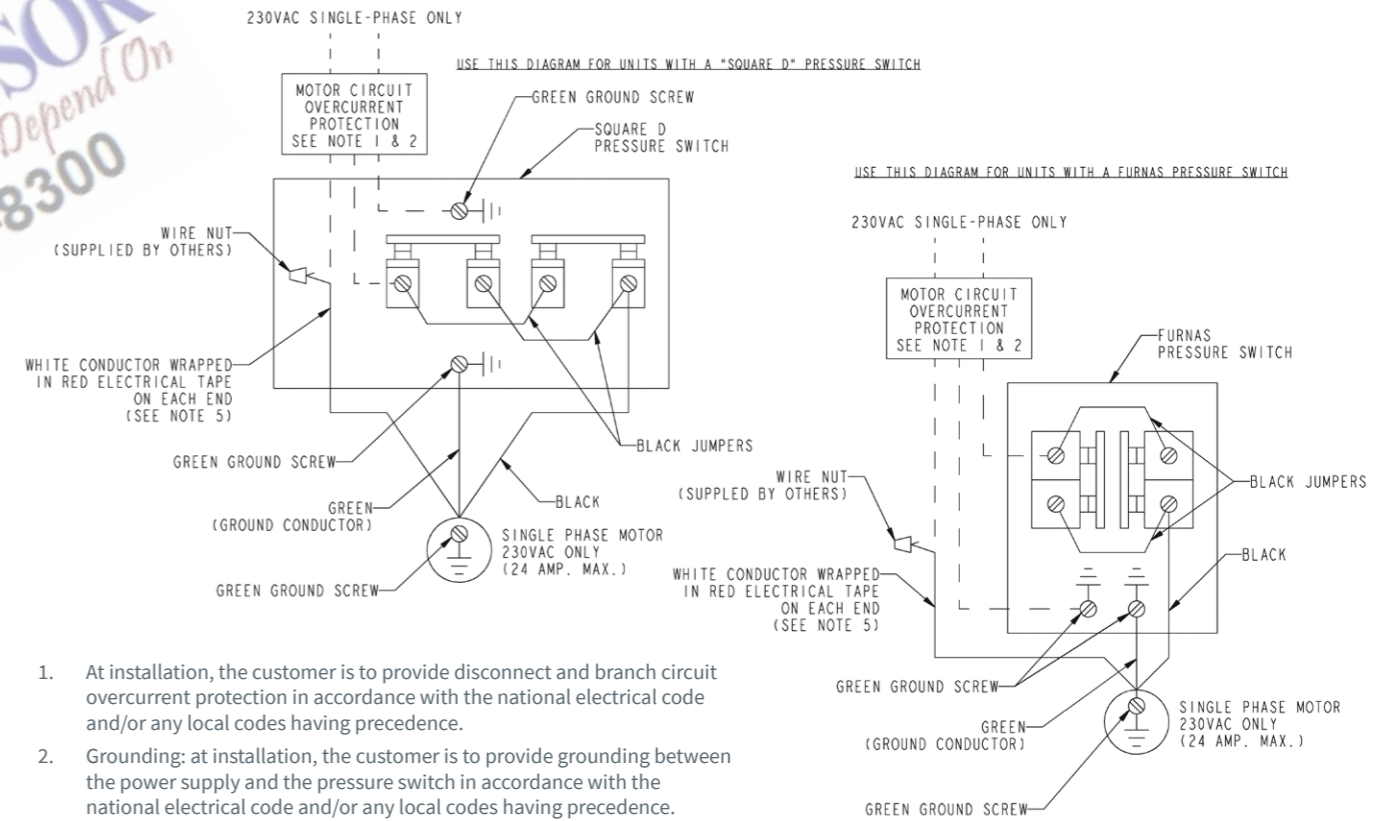 SOR
Depend On
8300
230VAC SINGLE-PHASE ONLY
USE THIS DIAGRAM FOR UNITS WITH A "SQUARE D" PRESSURE SWITCH
MOTOR CIRCUIT
OVERCURRENT
PROTECTION
SEE NOTE 1 & 2
GREEN GROUND SCREW
SQUARE D
PRESSURE SWITCH
WIRE NUT
(SUPPLIED BY OTHERS)
WHITE CONDUCTOR WRAPPED
IN RED ELECTRICAL TAPE
ON EACH END
(SEE NOTE 5)
GREEN GROUND SCREW
BLACK JUMPERS
GREEN
(GROUND CONDUCTOR)
BLACK
SINGLE PHASE MOTOR
230VAC ONLY
(24 AMP. MAX.)
GREEN GROUND SCREW
USE THIS DIAGRAM FOR UNITS WITH A FURNAS PRESSURE SWITCH
230VAC SINGLE-PHASE ONLY
MOTOR CIRCUIT
OVERCURRENT
PROTECTION
SEE NOTE 1 & 2
FURNAS
PRESSURE SWITCH
WIRE NUT
(SUPPLED BY OTHERS)
BLACK JUMPERS
BLACK
WHITE CONDUCTOR WRAPPED
IN RED ELECTRICAL TAPE
ON EACH END
(SEE NOTE 5)
GREEN GROUND SCREW
GREEN
(GROUND CONDUCTOR)
SINGLE PHASE MOTOR
230VAC ONLY
(24 AMP. MAX.)
GREEN GROUND SCREW
1. At installation, the customer is to provide disconnect and branch circuit
overcurrent protection in accordance with the national electrical code
and/or any local codes having precedence.
2. Grounding: at installation, the customer is to provide grounding between
the power supply and the pressure switch in accordance with the
national electrical code and/or any local codes having precedence.